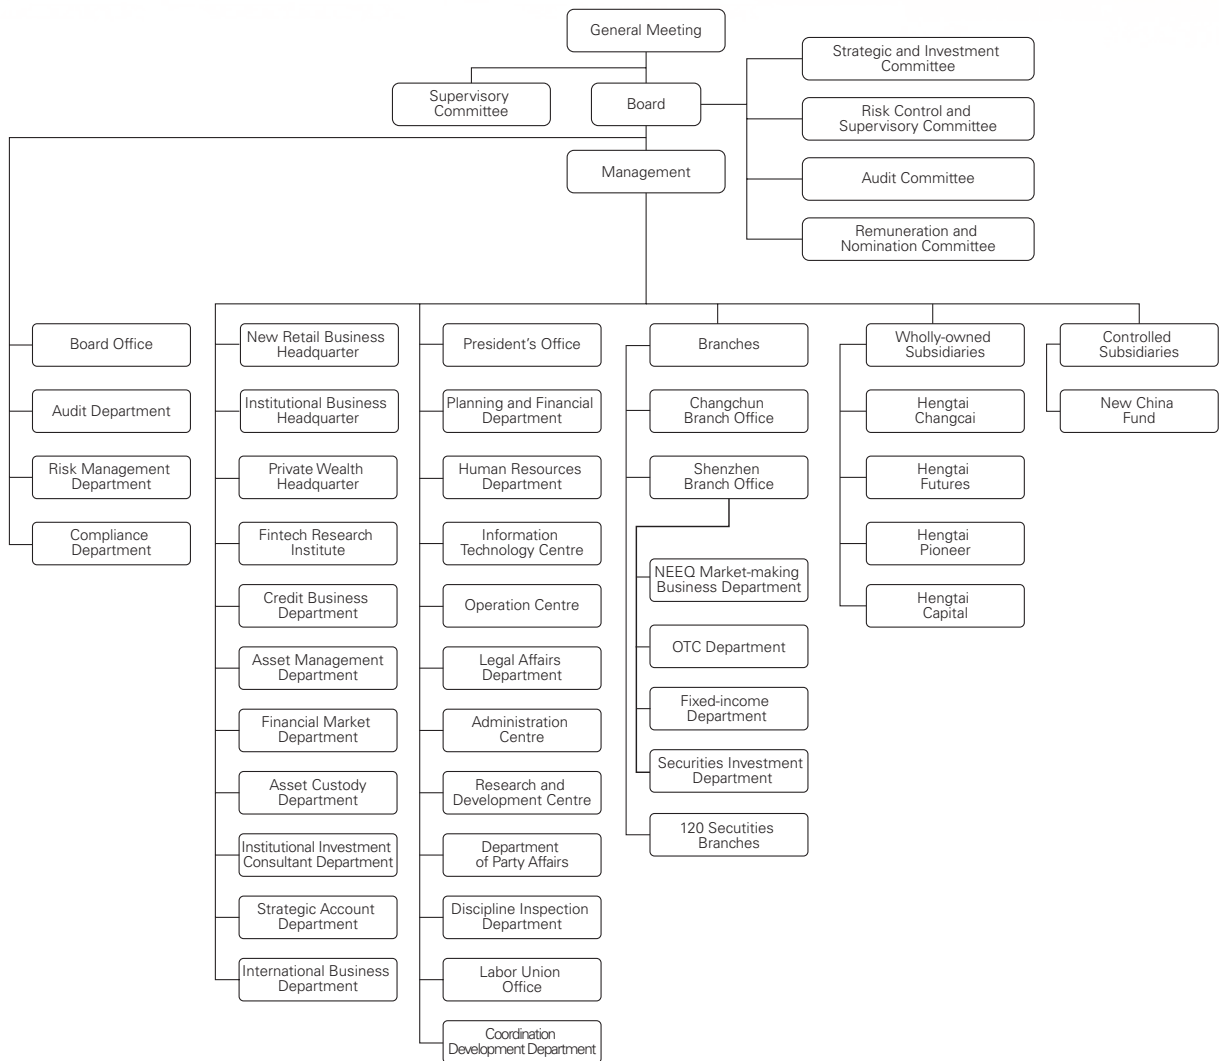 General Meeting
Strategic and Investment
Committee
Supervisory
Committee
Board
Risk Control and
Supervisory Committee
Management
Audit Committee
Remuneration and
Nomination Committee
Board Office
Audit Department
Risk Management
Department
Compliance
Department
New Retail Business
Headquarter
Institutional Business
Headquarter
Private Wealth
Headquarter
Fintech Research
Institute
Credit Business
Department
Asset Management
Department
Financial Market
Department
Asset Custody
Department
Institutional Investment
Consultant Department
Strategic Account
Department
International Business
Department
President's Office
Planning and Financial
Department
Human Resources
Department
Information
Technology Centre
Operation Centre
Legal Affairs
Department
Administration
Centre
Research and
Development Centre
Department
of Party Affairs
Discipline Inspection
Department
Labor Union
Office
Coordination
Development Department
Branches
Changchun
Branch Office
Shenzhen
Branch Office
NEEQ Market-making
Business Department
OTC Department
Fixed-income
Department
Securities Investment
Department
120 Secutities
Branches
Wholly-owned
Subsidiaries
Hengtai
Changcai
Hengtai
Futures
Hengtai
Pioneer
Hengtai
Capital
Controlled
Subsidiaries
New China
Fund